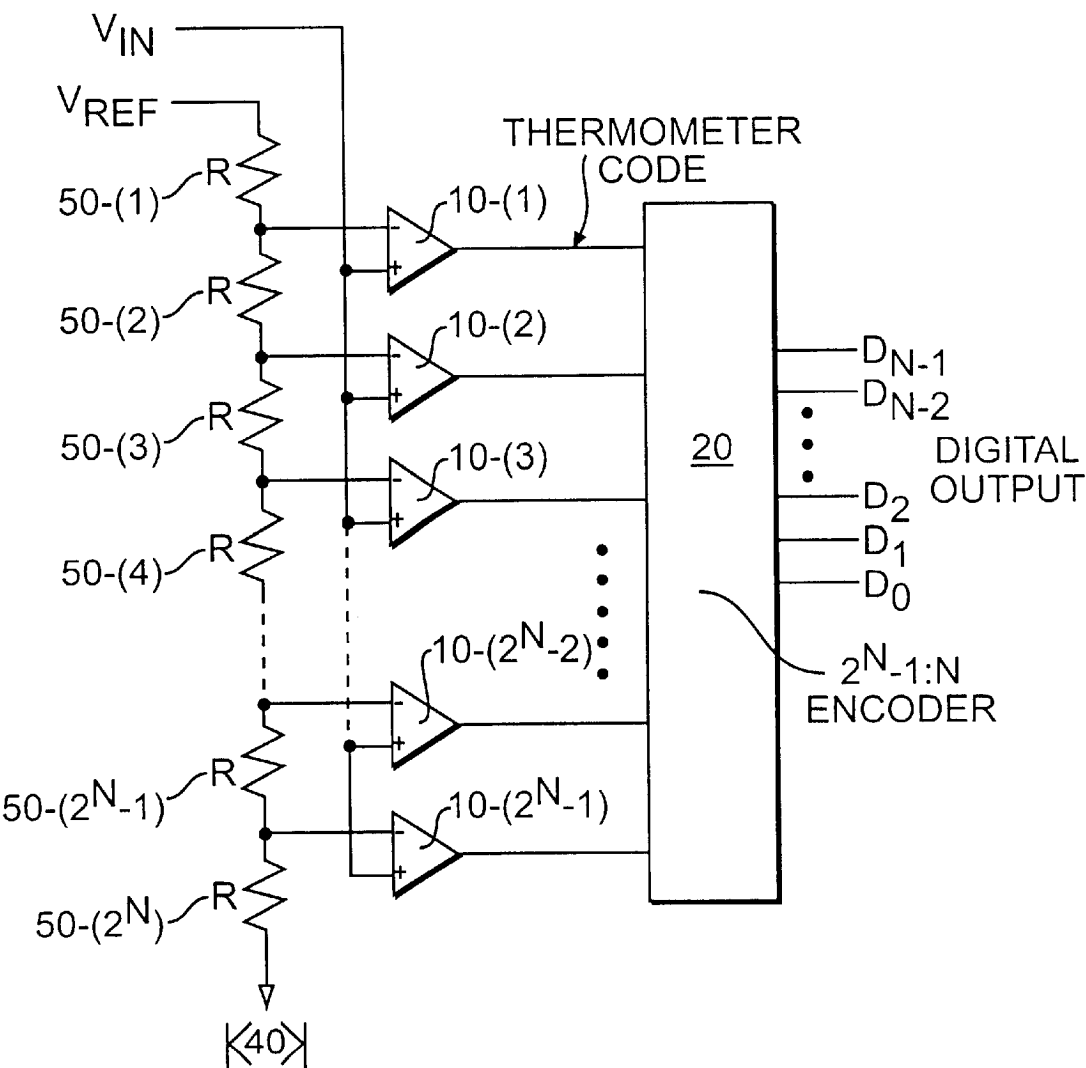 V_IN
V_REF
THERMOMETER
CODE
R
50-(1)
10-(1)
-
+
R
50-(2)
10-(2)
-
+
D_N-1
D_N-2
R
50-(3)
10-(3)
-
+
20
DIGITAL
OUTPUT
D_2
R
50-(4)
D_1
D_0
10-(2^N-2)
-
+
2^N-1:N
ENCODER
R
50-(2^N-1)
10-(2^N-1)
-
+
R
50-(2^N)
40